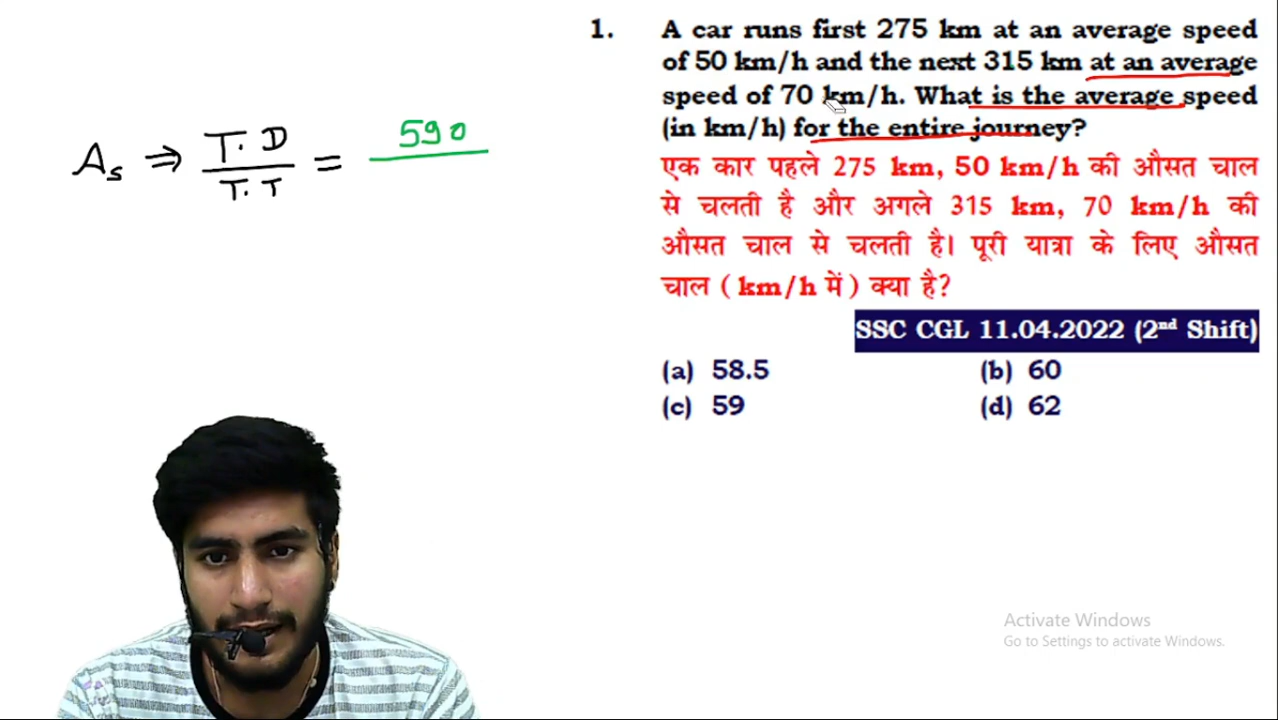 1. A car runs first 275 km at an average speed
of 50 km/h and the next 315 km at an average
speed of 70 km/h. What is the average speed
(in km/h) for the entire journey?
एक कार पहले 275 km, 50 km/h की औसत चाल
से चलती है और अगले 315 km, 70 km/h की
औसत चाल से चलती है। पूरी यात्रा के लिए औसत
चाल ( km/h में ) क्या है?
SSC CGL 11.04.2022 (2nd Shift)
(a) 58.5 (b) 60
(c) 59 (d) 62
As ⇒ T.D / T.T = 590
Activate Windows
Go to Settings to activate Windows.